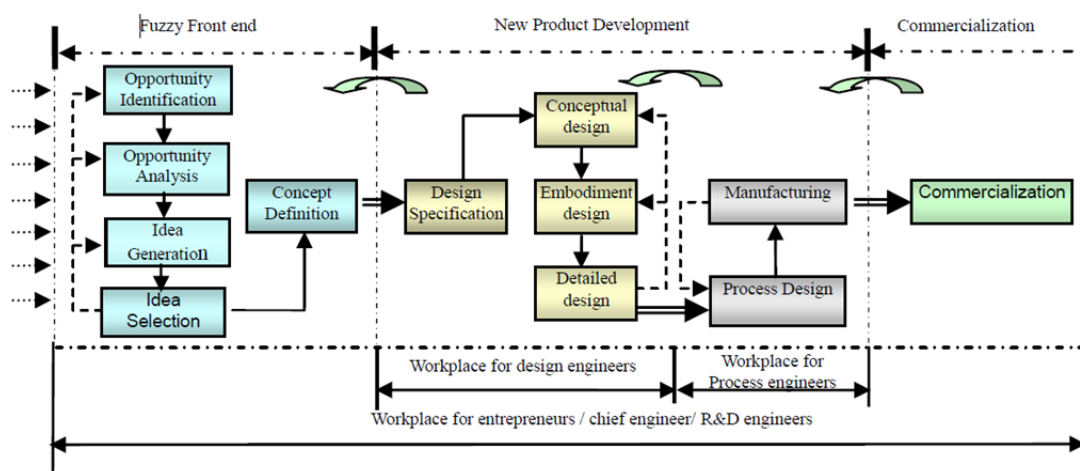 Fuzzy Front end
New Product Development
Commercialization
Opportunity
Identification
Opportunity
Analysis
Idea
Generation
Idea
Selection
Concept
Definition
Design
Specification
Conceptual
design
Embodiment
design
Detailed
design
Manufacturing
Process Design
Commercialization
Workplace for design engineers
Workplace for
Process engineers
Workplace for entrepreneurs / chief engineer/ R&D engineers